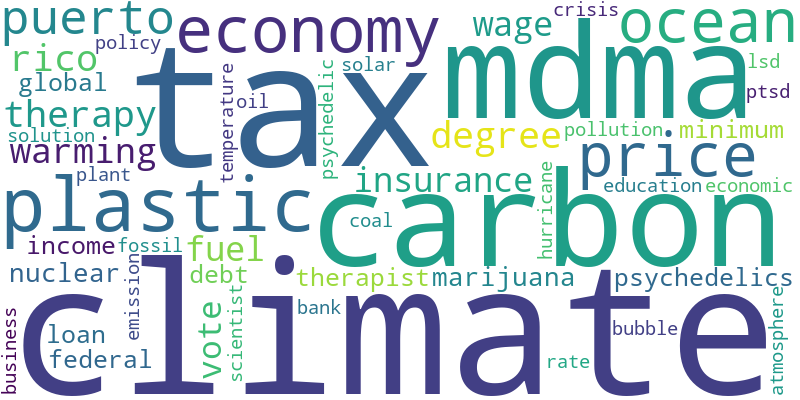 puerto
economy
wage
crisis
ocean
policy
rico
tax
solar
mdma
lsd
global
temperature
oil
psychedelic
ptsd
therapy
degree
pollution
minimum
solution
warming
price
plant
insurance
hurricane
education
economic
plastic
coal
carbon
income
fossil
fuel
nuclear
emission
debt
therapist
marijuana
psychedelics
climate
business
loan
vote
scientist
bank
bubble
atmosphere
federal
rate